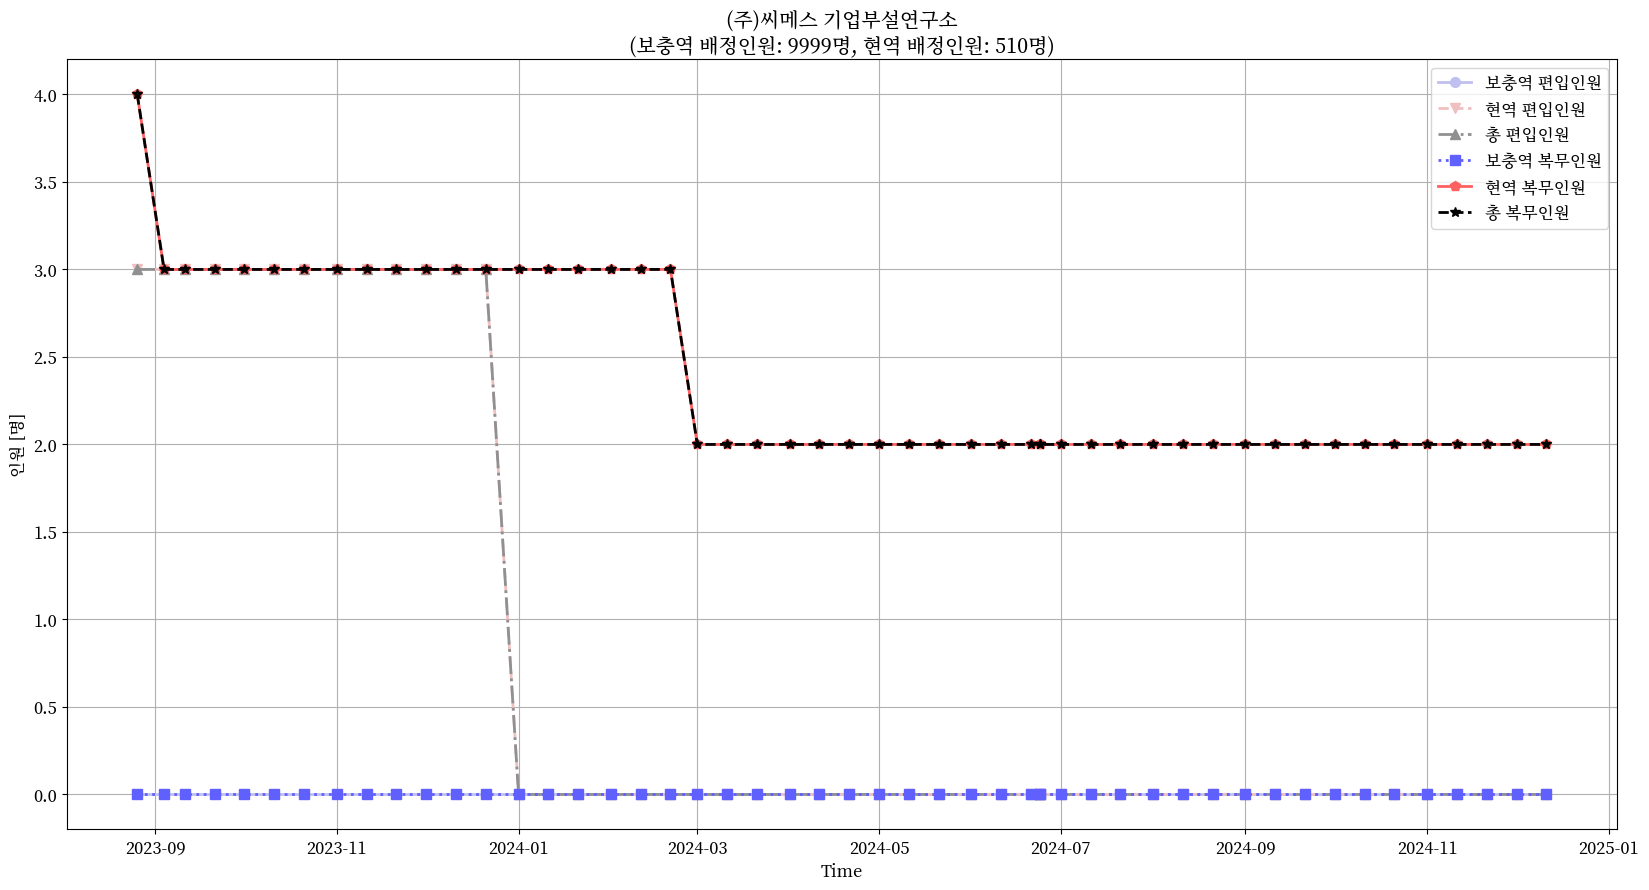 (주)씨메스 기업부설연구소
(보충역 배정인원: 9999명, 현역 배정인원: 510명)
보충역 편입인원
현역 편입인원
총 편입인원
보충역 복무인원
현역 복무인원
총 복무인원
4.0
3.5
3.0
2.5
2.0
1.5
1.0
0.5
0.0
인원 [명]
2023-09
2023-11
2024-01
2024-03
2024-05
2024-07
2024-09
2024-11
2025-01
Time